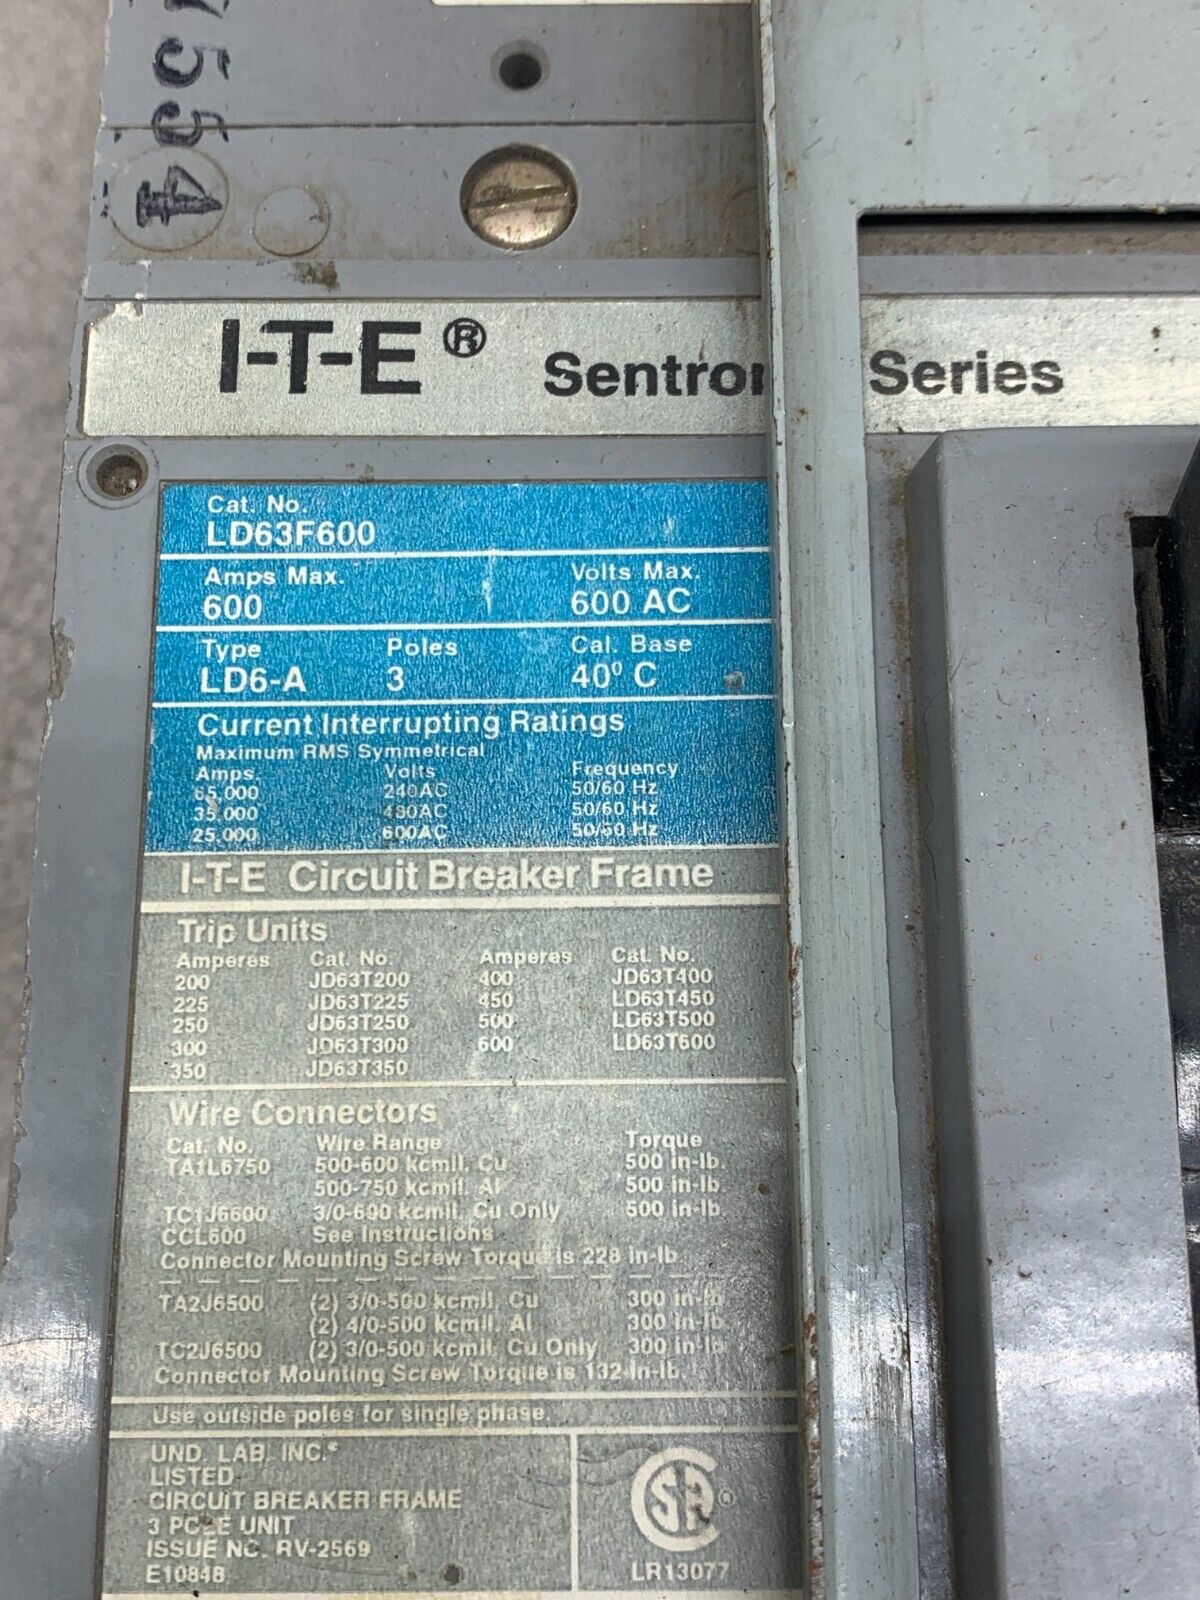 554
I-T-E® Sentron Series
Cat. No.
LD63F600
Amps Max. Volts Max.
600 600 AC
Type Poles Cal. Base
LD6-A 3 40⁰ C
Current Interrupting Ratings
Maximum RMS Symmetrical
Amps. Volts Frequency
65,000 240AC 50/60 Hz
35,000 480AC 50/60 Hz
25,000 600AC 50/60 Hz
I-T-E Circuit Breaker Frame
Trip Units
Amperes Cat. No. Amperes Cat. No.
200 JD63T200 400 JD63T400
225 JD63T225 450 LD63T450
250 JD63T250 500 LD63T500
300 JD63T300 600 LD63T600
350 JD63T350
Wire Connectors
Cat. No. Wire Range Torque
TA1L6750 500-600 kcmil. Cu 500 in-lb.
500-750 kcmil. Al 500 in-lb.
TC1J6600 3/0-600 kcmil. Cu Only 500 in-lb.
CCL600 See Instructions
Connector Mounting Screw Torque is 228 in-lb.
TA2J6500 (2) 3/0-500 kcmil. Cu 300 in-lb.
(2) 4/0-500 kcmil. Al 300 in-lb.
TC2J6500 (2) 3/0-500 kcmil. Cu Only 300 in-lb.
Connector Mounting Screw Torque is 132 in-lb.
Use outside poles for single phase.
UND. LAB. INC.®
LISTED
CIRCUIT BREAKER FRAME
3 POLE UNIT
ISSUE NO. RV-2569
E10848
CSA®
LR13077